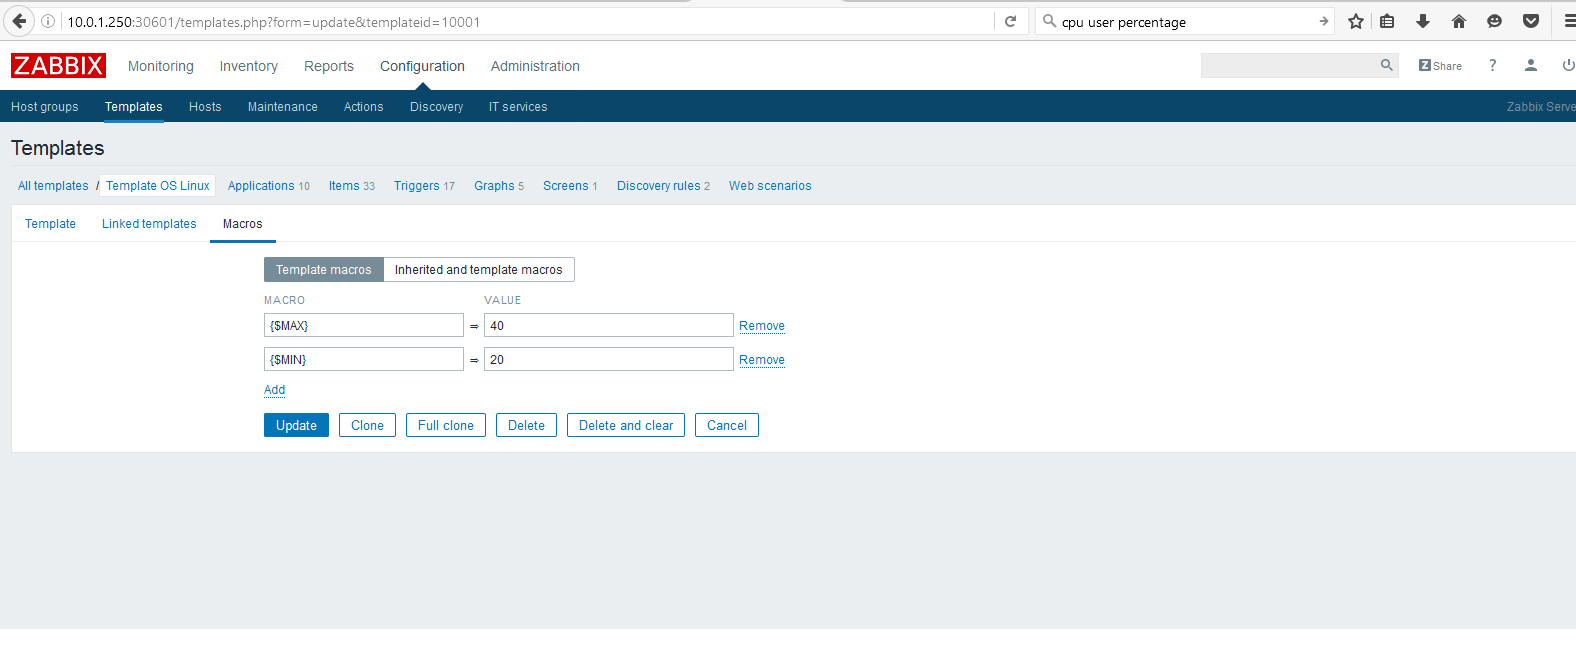 10.0.1.250:30601/templates.php?form=update&templateid=10001 cpu user percentage
ZABBIX Monitoring Inventory Reports Configuration Administration Z Share ?
Host groups Templates Hosts Maintenance Actions Discovery IT services Zabbix Serve
Templates
All templates / Template OS Linux Applications 10 Items 33 Triggers 17 Graphs 5 Screens 1 Discovery rules 2 Web scenarios
Template Linked templates Macros
Template macros Inherited and template macros
MACRO VALUE
{$MAX} ⇒ 40 Remove
{$MIN} ⇒ 20 Remove
Add
Update Clone Full clone Delete Delete and clear Cancel